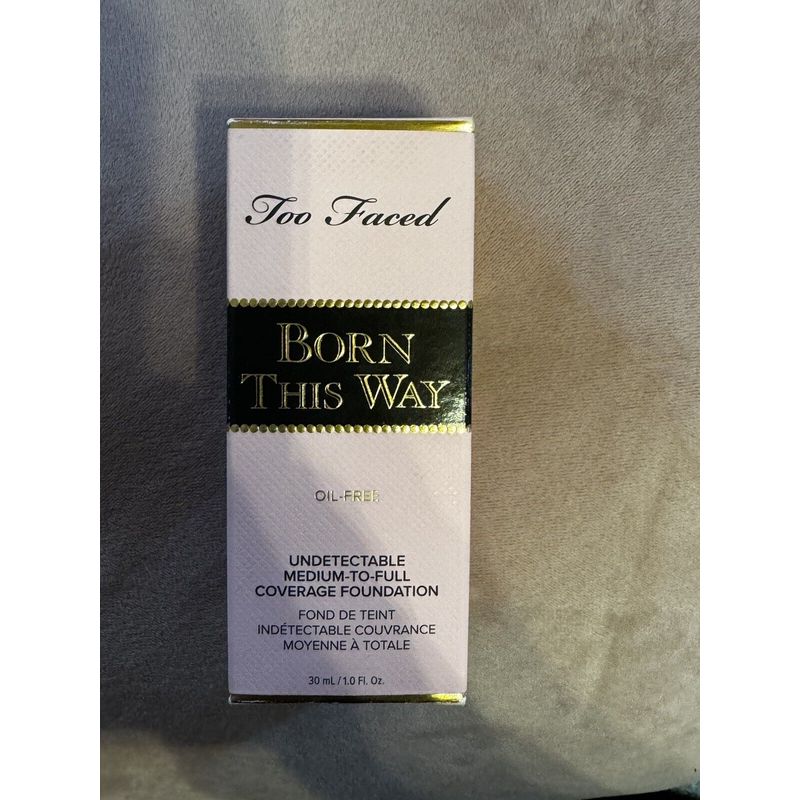 Too Faced
BORN
THIS WAY
OIL-FREE
UNDETECTABLE
MEDIUM-TO-FULL
COVERAGE FOUNDATION
FOND DE TEINT
INDÉTECTABLE COUVRANCE
MOYENNE À TOTALE
30 mL / 1.0 Fl. Oz.